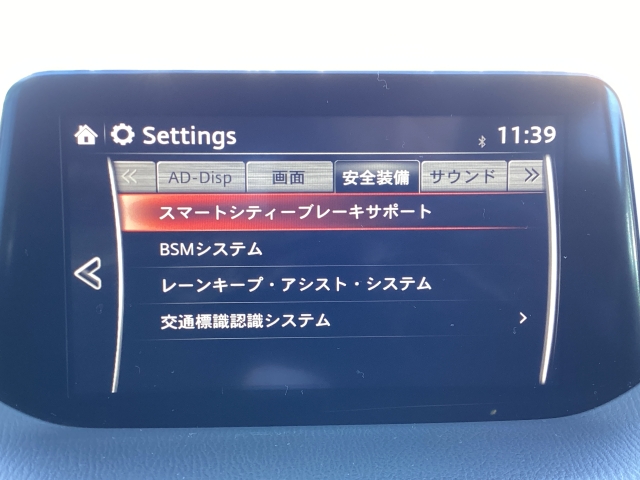 Settings 11:39
AD-Disp 画面 安全装備 サウンド
スマートシティーブレーキサポート
BSMシステム
レーンキープ・アシスト・システム
交通標識認識システム